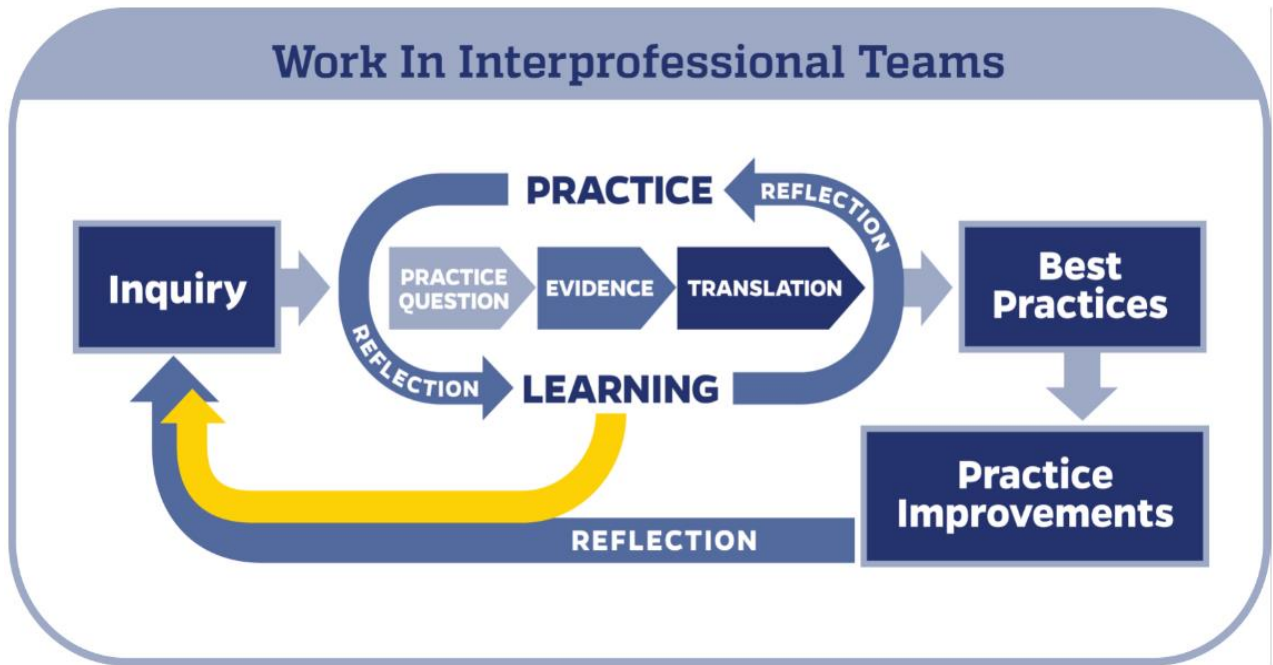 Work In Interprofessional Teams
PRACTICE
REFLECTION
Inquiry
PRACTICE
QUESTION
EVIDENCE
TRANSLATION
Best
Practices
REFLECTION
LEARNING
Practice
Improvements
REFLECTION